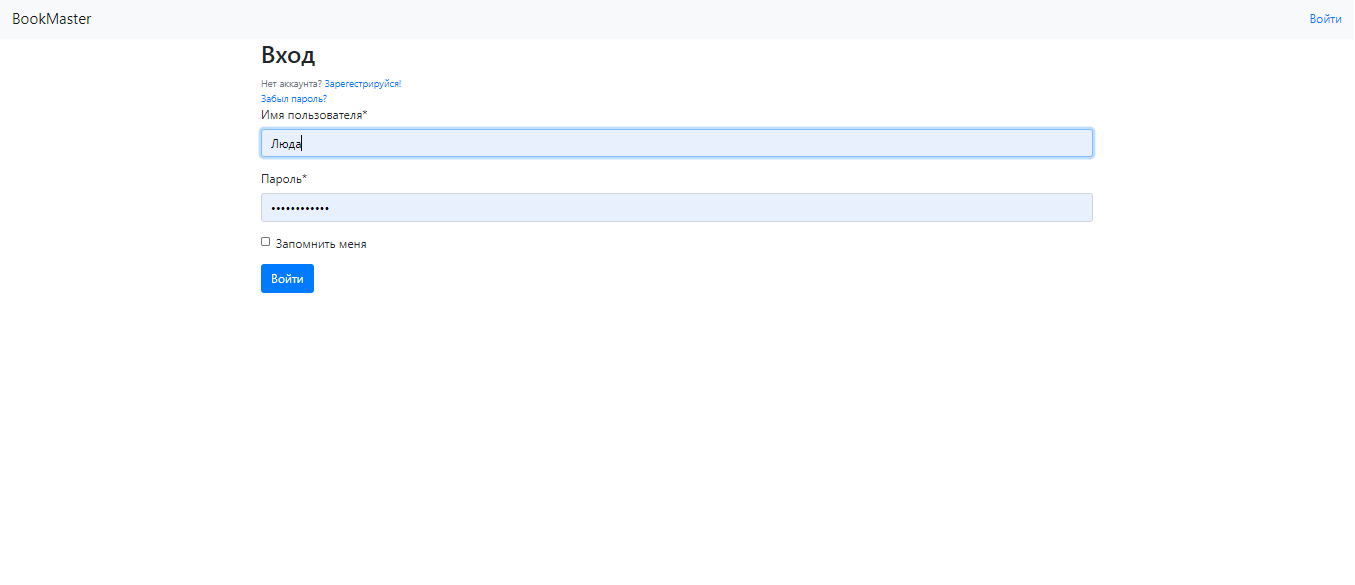 BookMaster
Войти
Вход
Нет аккаунта? Зарегестрируйся!
Забыл пароль?
Имя пользователя*
Люда
Пароль*
••••••••••••
Запомнить меня
Войти